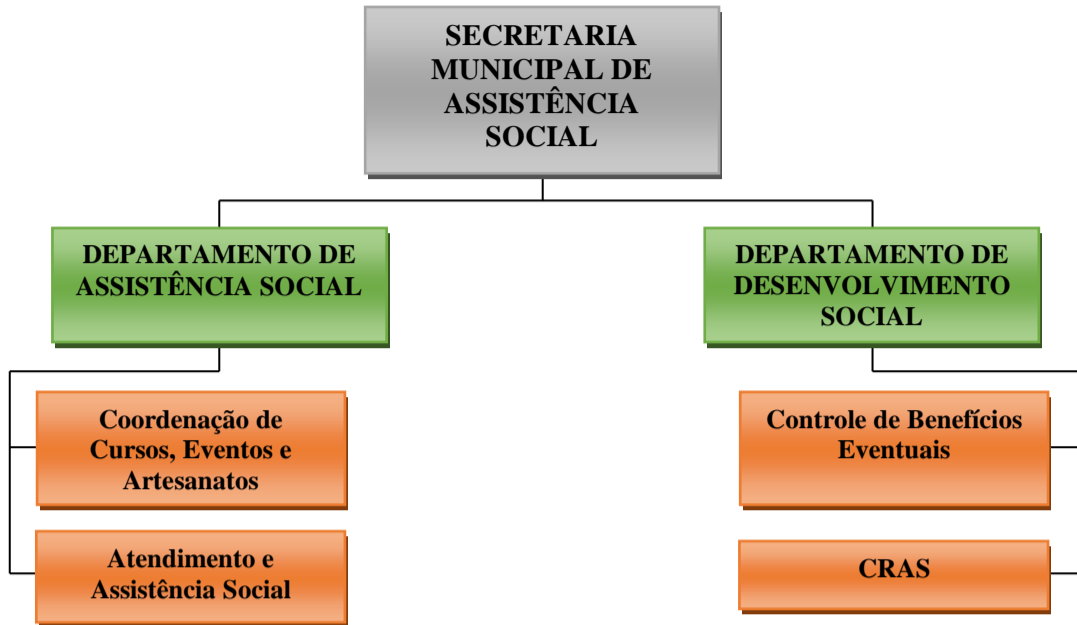 SECRETARIA
MUNICIPAL DE
ASSISTÊNCIA
SOCIAL
DEPARTAMENTO DE
ASSISTÊNCIA SOCIAL
DEPARTAMENTO DE
DESENVOLVIMENTO
SOCIAL
Coordenação de
Cursos, Eventos e
Artesanatos
Controle de Benefícios
Eventuais
Atendimento e
Assistência Social
CRAS